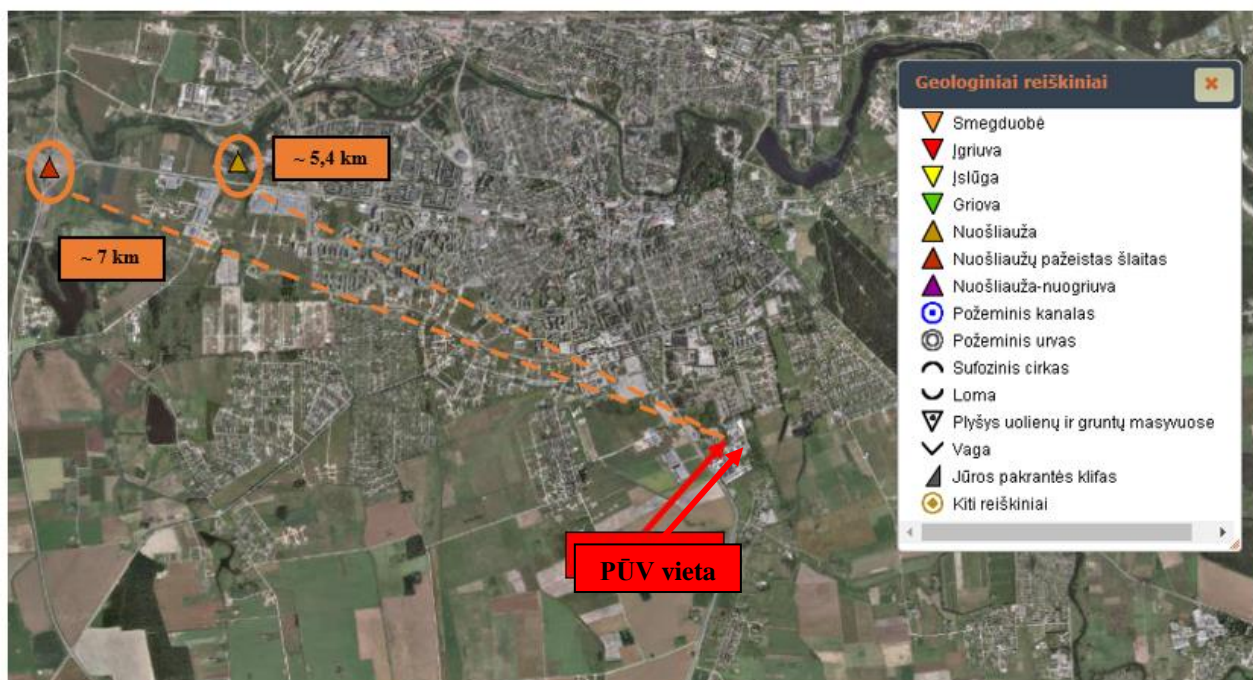 ~ 5,4 km
~ 7 km
PŪV vieta
Geologiniai reiškiniai
Smegduobė
Įgriuva
Įslūga
Griova
Nuošliauža
Nuošliaužų pažeistas šlaitas
Nuošliauža-nuogriuva
Požeminis kanalas
Požeminis urvas
Sufozinis cirkas
Loma
Plyšys uolienų ir gruntų masyvuose
Vaga
Jūros pakrantės klifas
Kiti reiškiniai